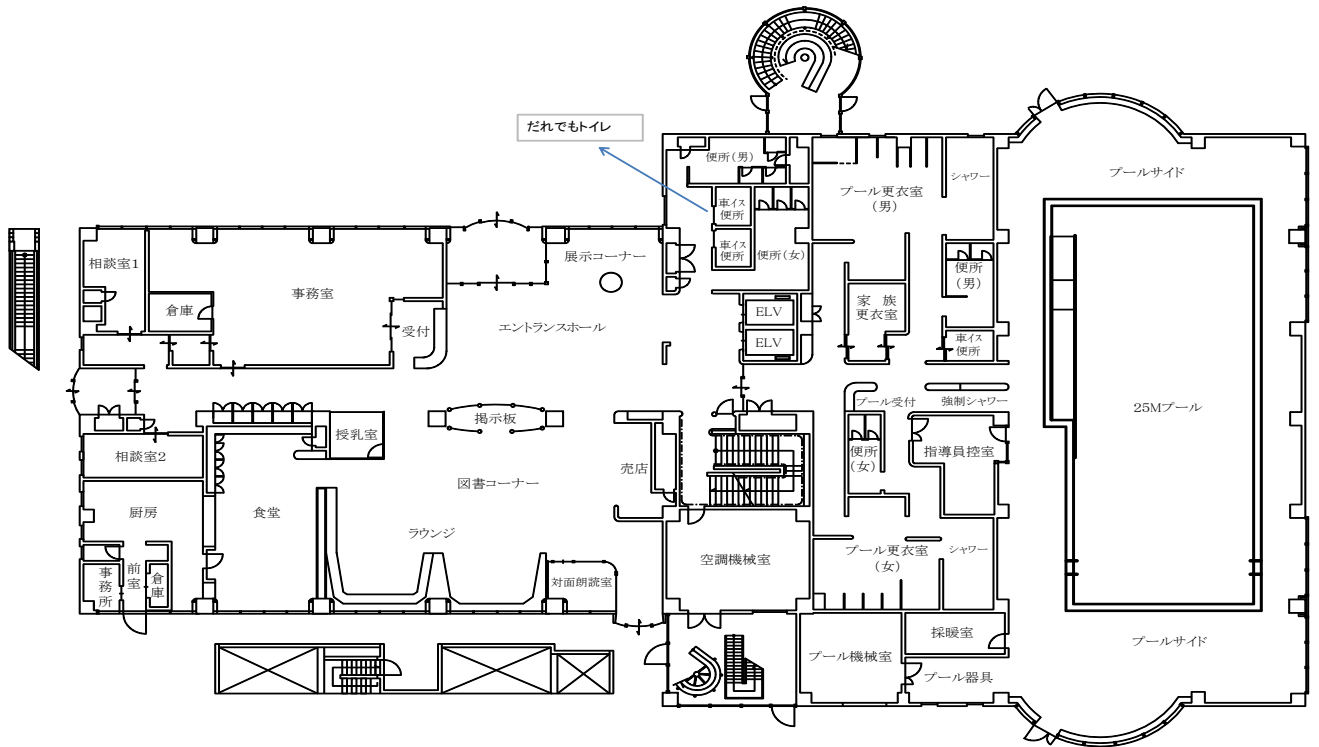 だれでもトイレ
便所(男)
車イス
便所
車イス
便所
便所(女)
プール更衣室
(男)
シャワー
プールサイド
相談室1
倉庫
事務室
受付
展示コーナー
エントランスホール
ELV
ELV
家 族
更衣室
便所
(男)
車イス
便所
プール受付
強制シャワー
25Mプール
掲示板
授乳室
相談室2
図書コーナー
売店
便所
(女)
指導員控室
厨房
食堂
ラウンジ
空調機械室
プール更衣室
(女)
シャワー
事務所
前室
倉庫
対面朗読室
採暖室
プールサイド
プール機械室
プール器具